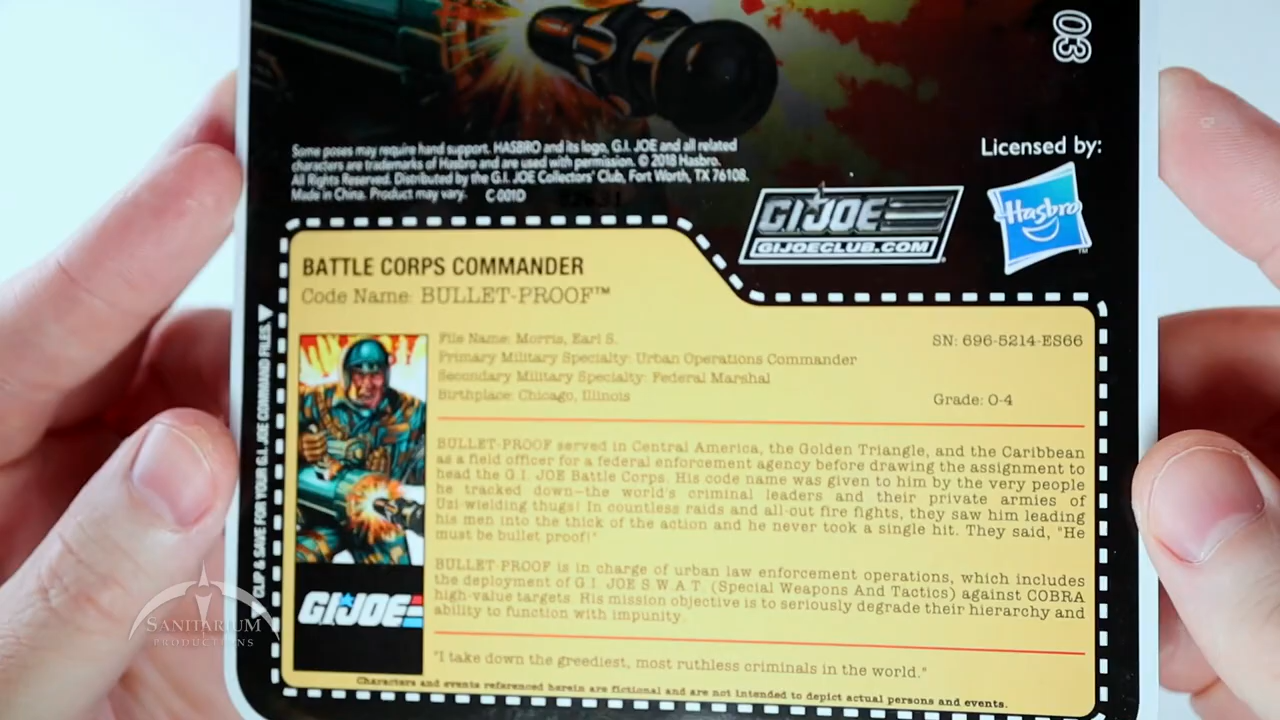 03
Some poses may require hand support. HASBRO and its logo, G.I. JOE and all related
characters are trademarks of Hasbro and are used with permission. © 2018 Hasbro.
All Rights Reserved. Distributed by the G.I. JOE Collectors' Club, Fort Worth, TX 76108.
Made in China. Product may vary. C 001D
Licensed by:
Hasbro™
GI JOE
GIJOECLUB.COM
BATTLE CORPS COMMANDER
Code Name: BULLET-PROOF™
File Name: Morris, Earl S.
SN: 696-5214-ES66
Primary Military Specialty: Urban Operations Commander
Secondary Military Specialty: Federal Marshal
Birthplace: Chicago, Illinois
Grade: O-4
BULLET-PROOF served in Central America, the Golden Triangle, and the Caribbean
as a field officer for a federal enforcement agency before drawing the assignment to
head the G.I. JOE Battle Corps. His code name was given to him by the very people
he tracked down—the world's criminal leaders and their private armies of
Uzi-wielding thugs! In countless raids and all-out fire fights, they saw him leading
his men into the thick of the action and he never took a single hit. They said, "He
must be bullet proof!"
BULLET PROOF is in charge of urban law enforcement operations, which includes
the deployment of G.I. JOE S.W.A.T. (Special Weapons And Tactics) against COBRA
high-value targets. His mission objective is to seriously degrade their hierarchy and
ability to function with impunity.
"I take down the greediest, most ruthless criminals in the world."
Characters and events referenced herein are fictional and are not intended to depict actual persons and events.
CLIP & SAVE FOR YOUR G.I. JOE COMMAND FILES.
GI JOE
SANITARIUM
PRODUCTIONS